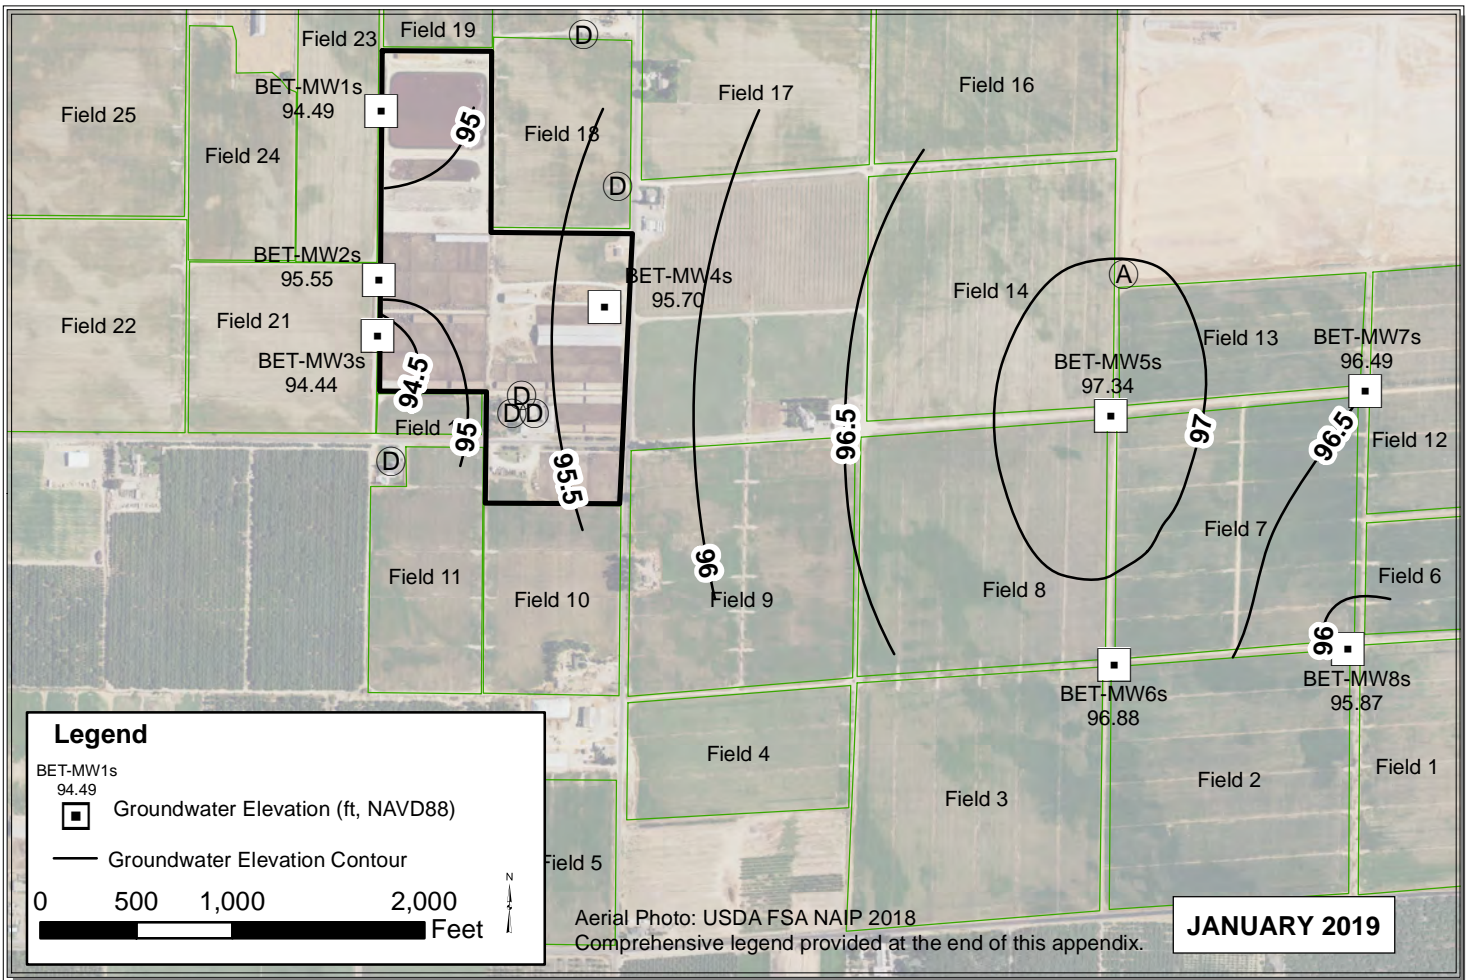 Field 19
D
Field 23
BET-MW1s
94.49
Field 25
Field 24
95
Field 18
Field 17
Field 16
D
BET-MW2s
95.55
BET-MW4s
95.70
Field 14
A
Field 22
Field 21
BET-MW3s
94.44
94.5
Field 13
BET-MW7s
96.49
BET-MW5s
97.34
D
D D
Field 1
95
96.5
97
96.5
Field 12
D
95.5
Field 7
96
Field 11
Field 10
Field 9
Field 8
Field 6
96
BET-MW6s
96.88
BET-MW8s
95.87
Field 4
Field 3
Field 2
Field 1
Field 5
Legend
BET-MW1s
94.49
Groundwater Elevation (ft, NAVD88)
Groundwater Elevation Contour
0 500 1,000 2,000
Feet
N
Aerial Photo: USDA FSA NAIP 2018
Comprehensive legend provided at the end of this appendix.
JANUARY 2019